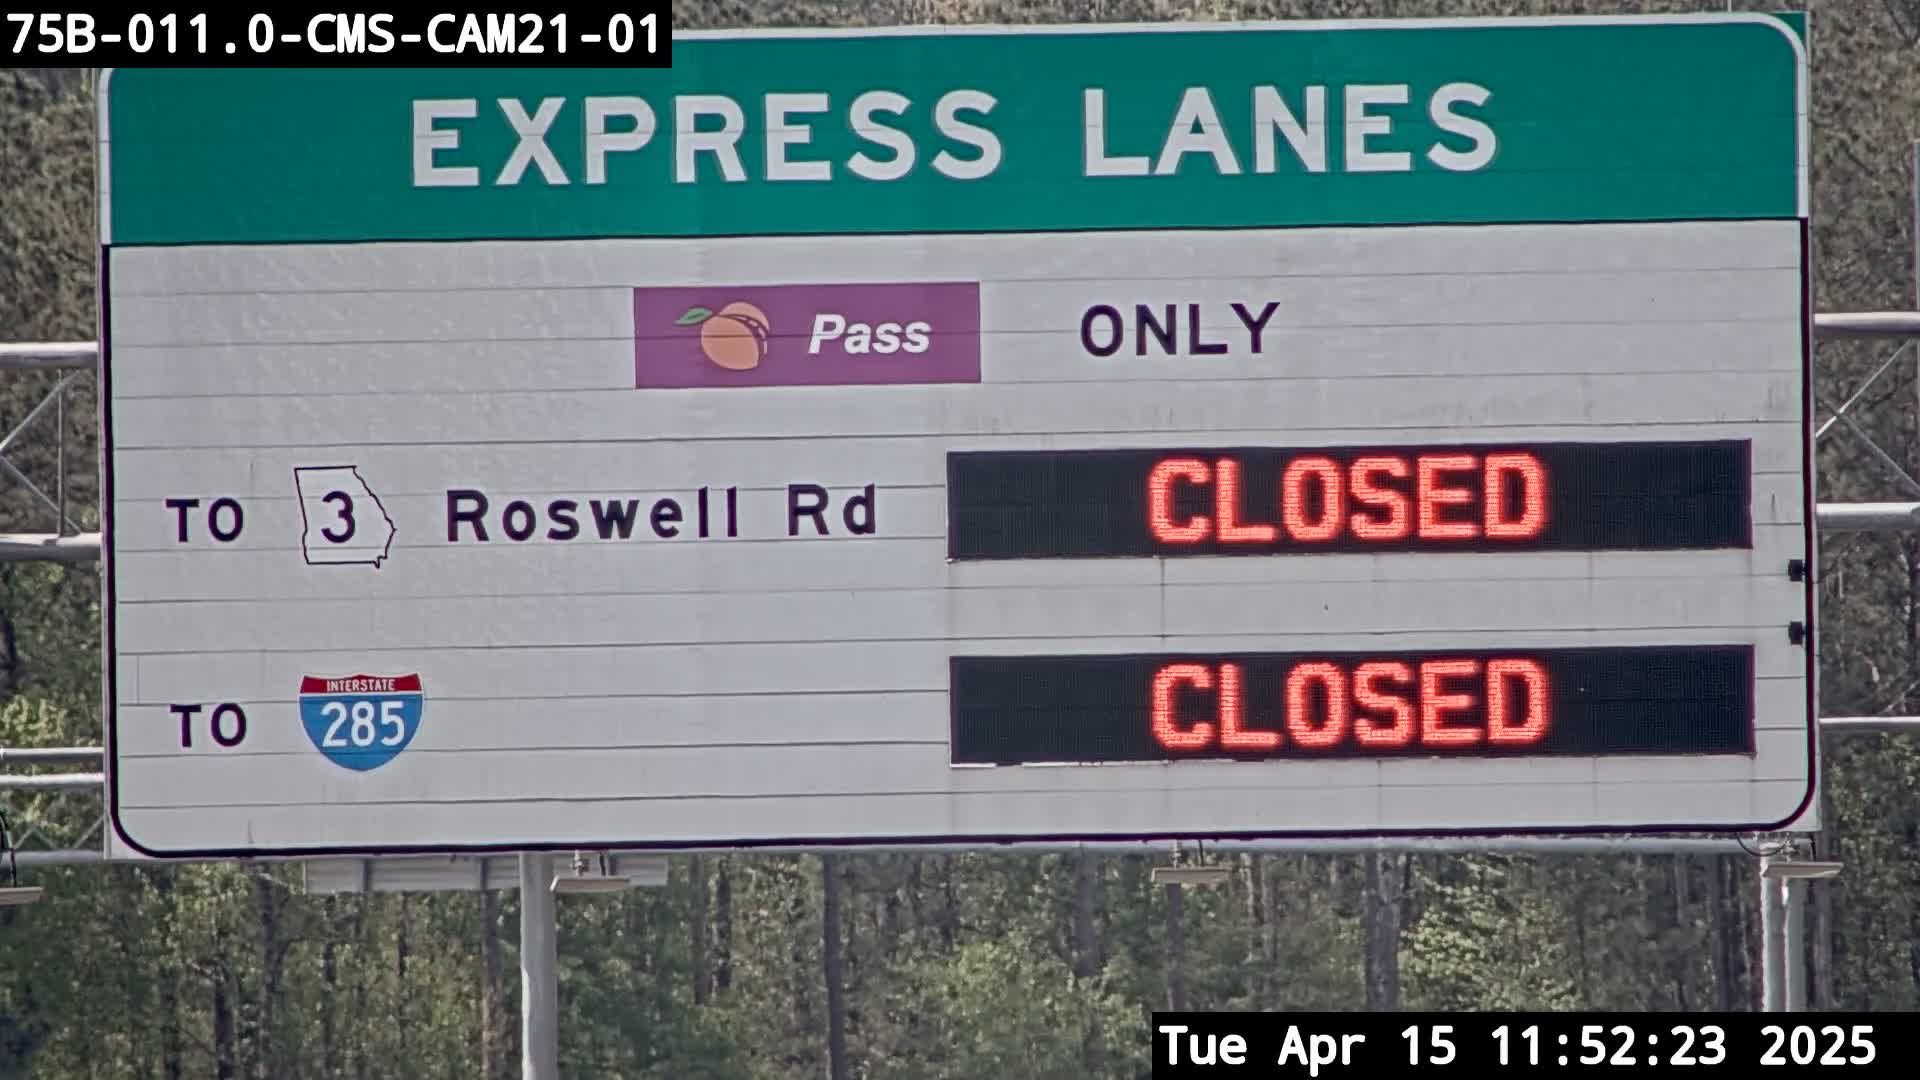 75B-011.0-CMS-CAM21-01
EXPRESS LANES
Pass ONLY
TO 3 Roswell Rd CLOSED
INTERSTATE
TO 285 CLOSED
Tue Apr 15 11:52:23 2025